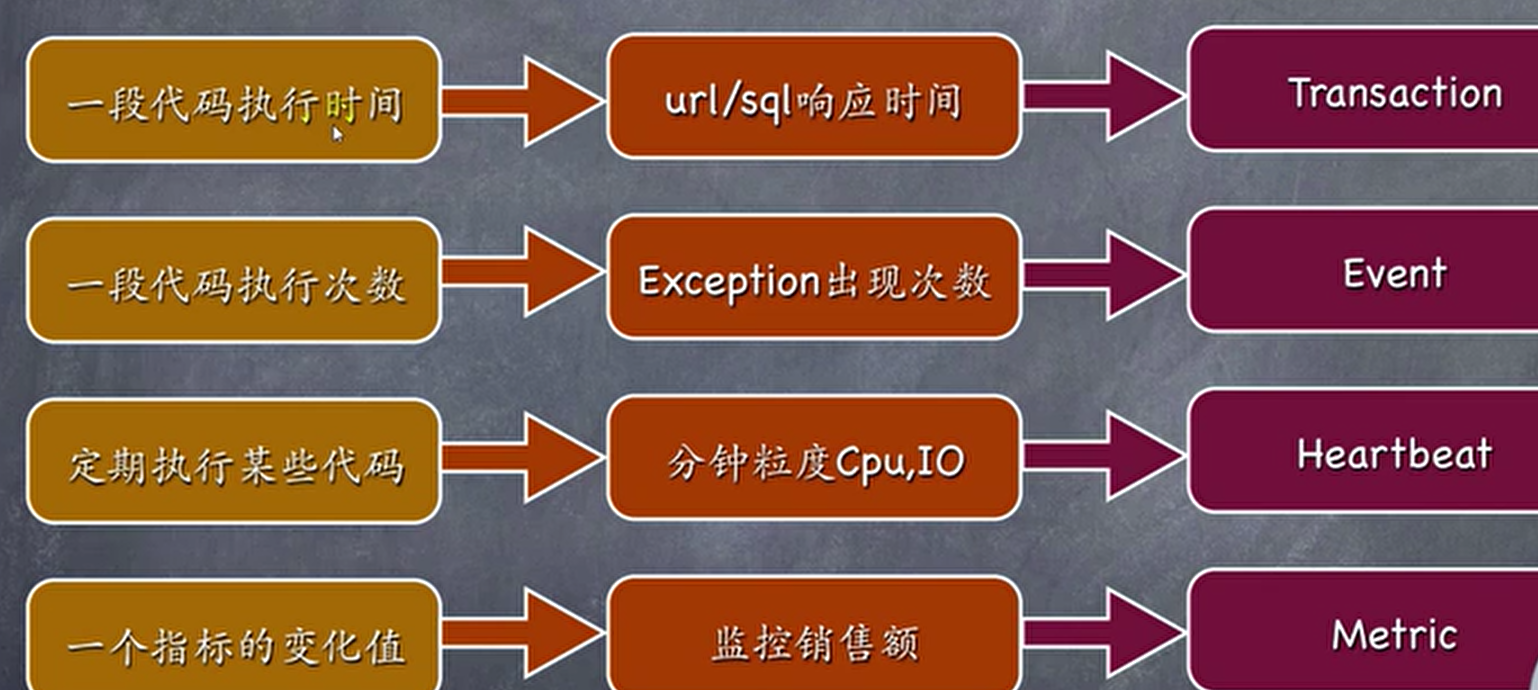 一段代码执行时间
url/sql响应时间
Transaction
一段代码执行次数
Exception出现次数
Event
定期执行某些代码
分钟粒度Cpu,IO
Heartbeat
一个指标的变化值
监控销售额
Metric